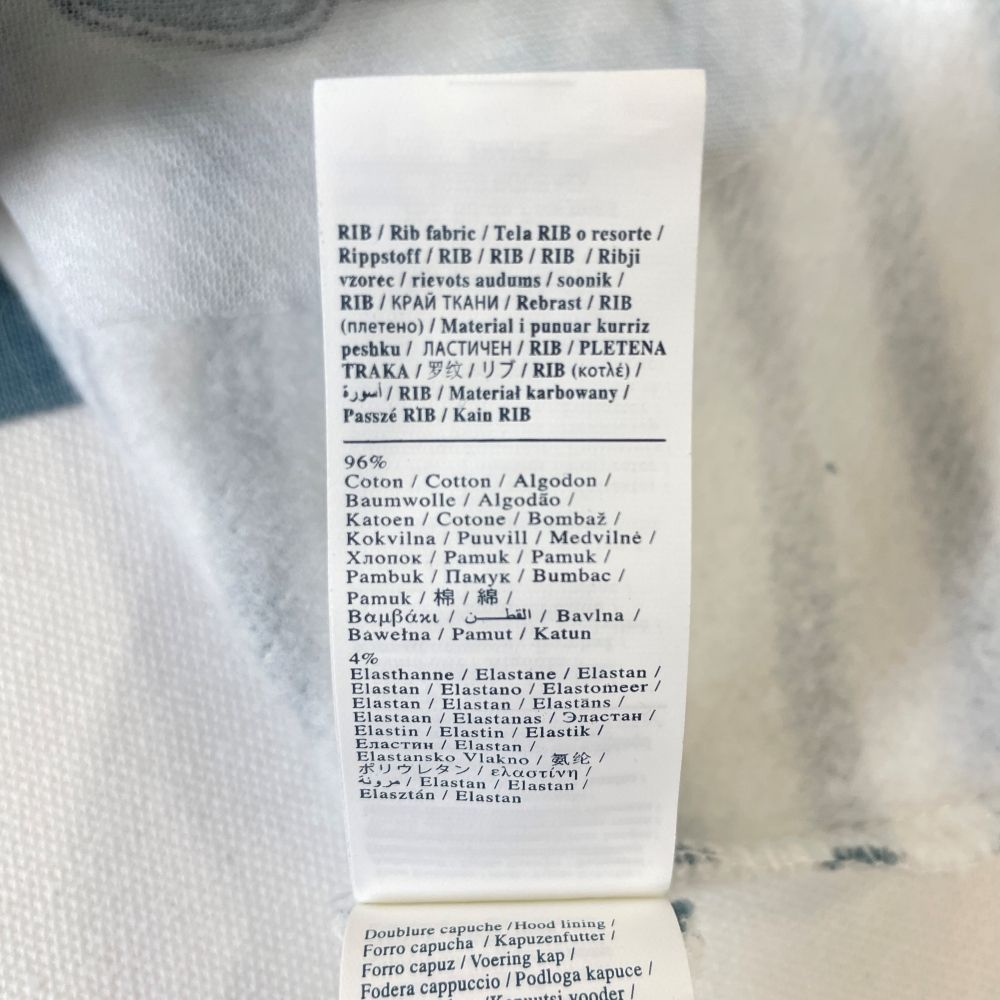 RIB / Rib fabric / Tela RIB o resorte /
Rippstoff / RIB / RIB / RIB / Ribji
vzorec / rievots audums / soonik /
RIB / КРАЙ ТКАНИ / Rebrast / RIB
(плетено) / Material i punuar kurriz
peshku / ЛАСТИЧЕН / RIB / PLETENA
TRAKA / 罗纹 / リブ / RIB (κοτλέ) /
أسورة / RIB / Materiał karbowany /
Passzé RIB / Kain RIB
96%
Coton / Cotton / Algodon /
Baumwolle / Algodão /
Katoen / Cotone / Bombaž /
Kokvilna / Puuvill / Medvilnė /
Хлопок / Pamuk / Pamuk /
Pambuk / Памук / Bumbac /
Pamuk / 棉 / 綿 /
Βαμβάκι / القطـــن / Bavlna /
Bawełna / Pamut / Katun
4%
Elasthanne / Elastane / Elastan /
Elastan / Elastano / Elastomeer /
Elastan / Elastan / Elastāns /
Elastaan / Elastanas / Эластан /
Elastin / Elastin / Elastik /
Еластин / Elastan /
Elastansko Vlakno / 氨纶 /
ポリウレタン / ελαστίνη /
مرونة / Elastan / Elastan /
Elasztán / Elastan
Doublure capuche / Hood lining /
Forro capucha / Kapuzenfutter /
Forro capuz / Voering kap /
Fodera cappuccio / Podloga kapuce /
vooder /